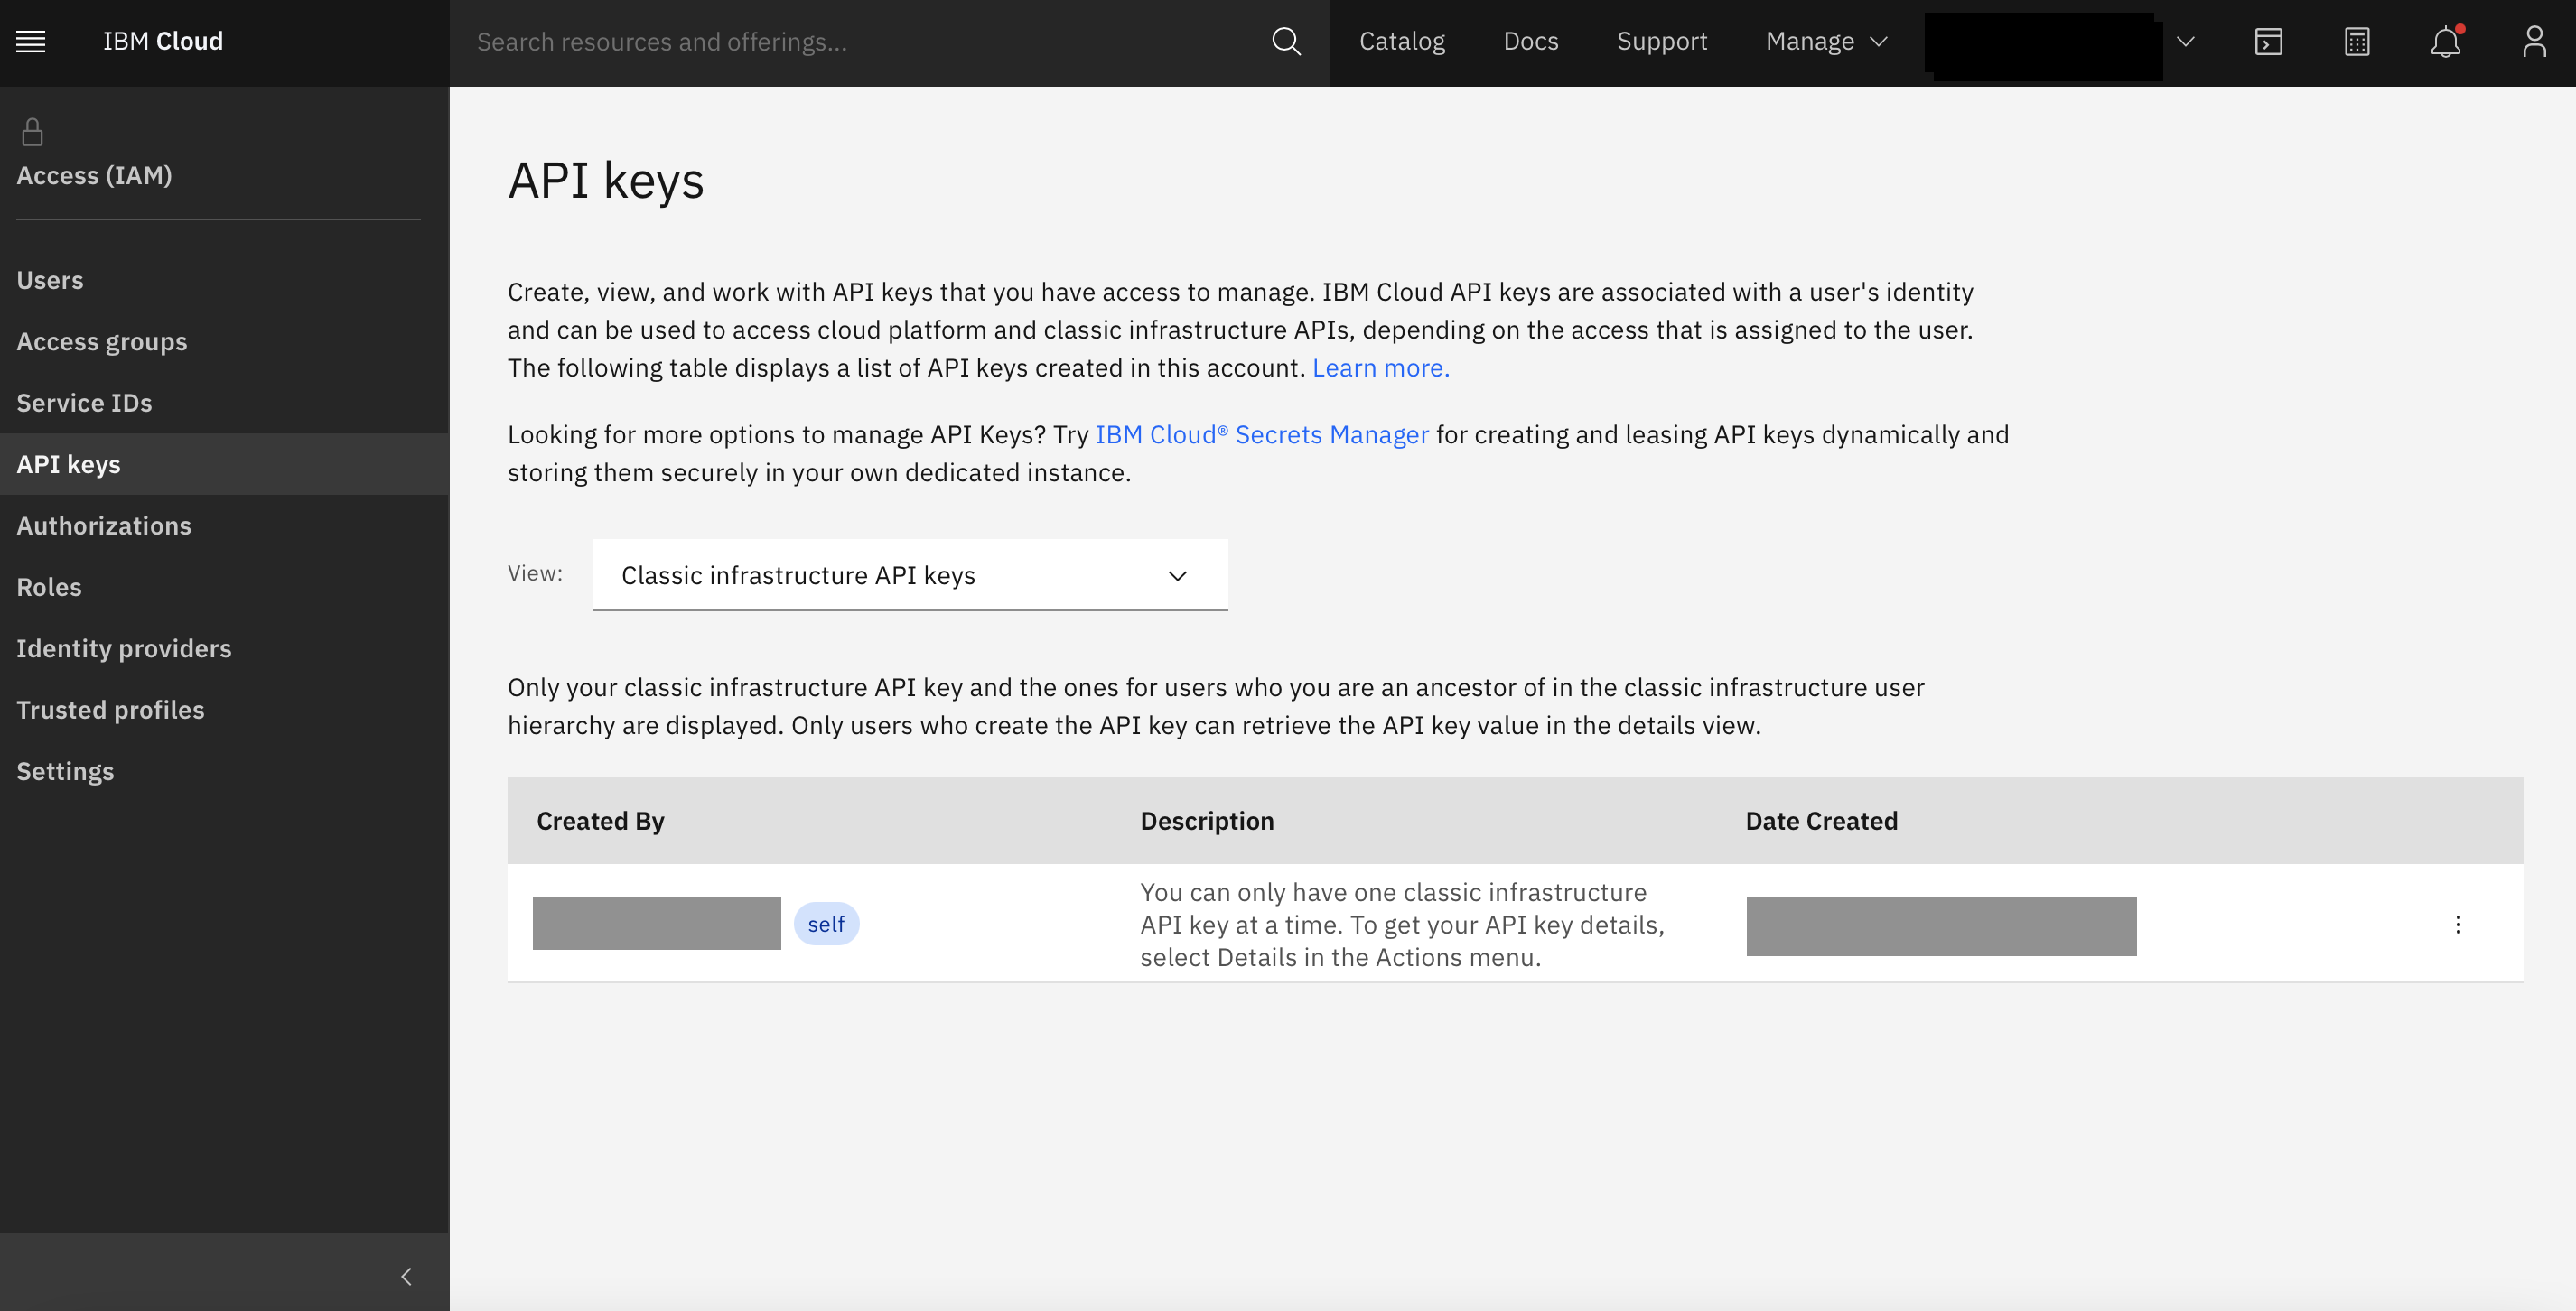 IBM Cloud
Search resources and offerings...
Catalog
Docs
Support
Manage
Access (IAM)
Users
Access groups
Service IDs
API keys
Authorizations
Roles
Identity providers
Trusted profiles
Settings
API keys
Create, view, and work with API keys that you have access to manage. IBM Cloud API keys are associated with a user's identity
and can be used to access cloud platform and classic infrastructure APIs, depending on the access that is assigned to the user.
The following table displays a list of API keys created in this account. Learn more.
Looking for more options to manage API Keys? Try IBM Cloud® Secrets Manager for creating and leasing API keys dynamically and
storing them securely in your own dedicated instance.
View:
Classic infrastructure API keys
Only your classic infrastructure API key and the ones for users who you are an ancestor of in the classic infrastructure user
hierarchy are displayed. Only users who create the API key can retrieve the API key value in the details view.
Created By
Description
Date Created
self
You can only have one classic infrastructure
API key at a time. To get your API key details,
select Details in the Actions menu.